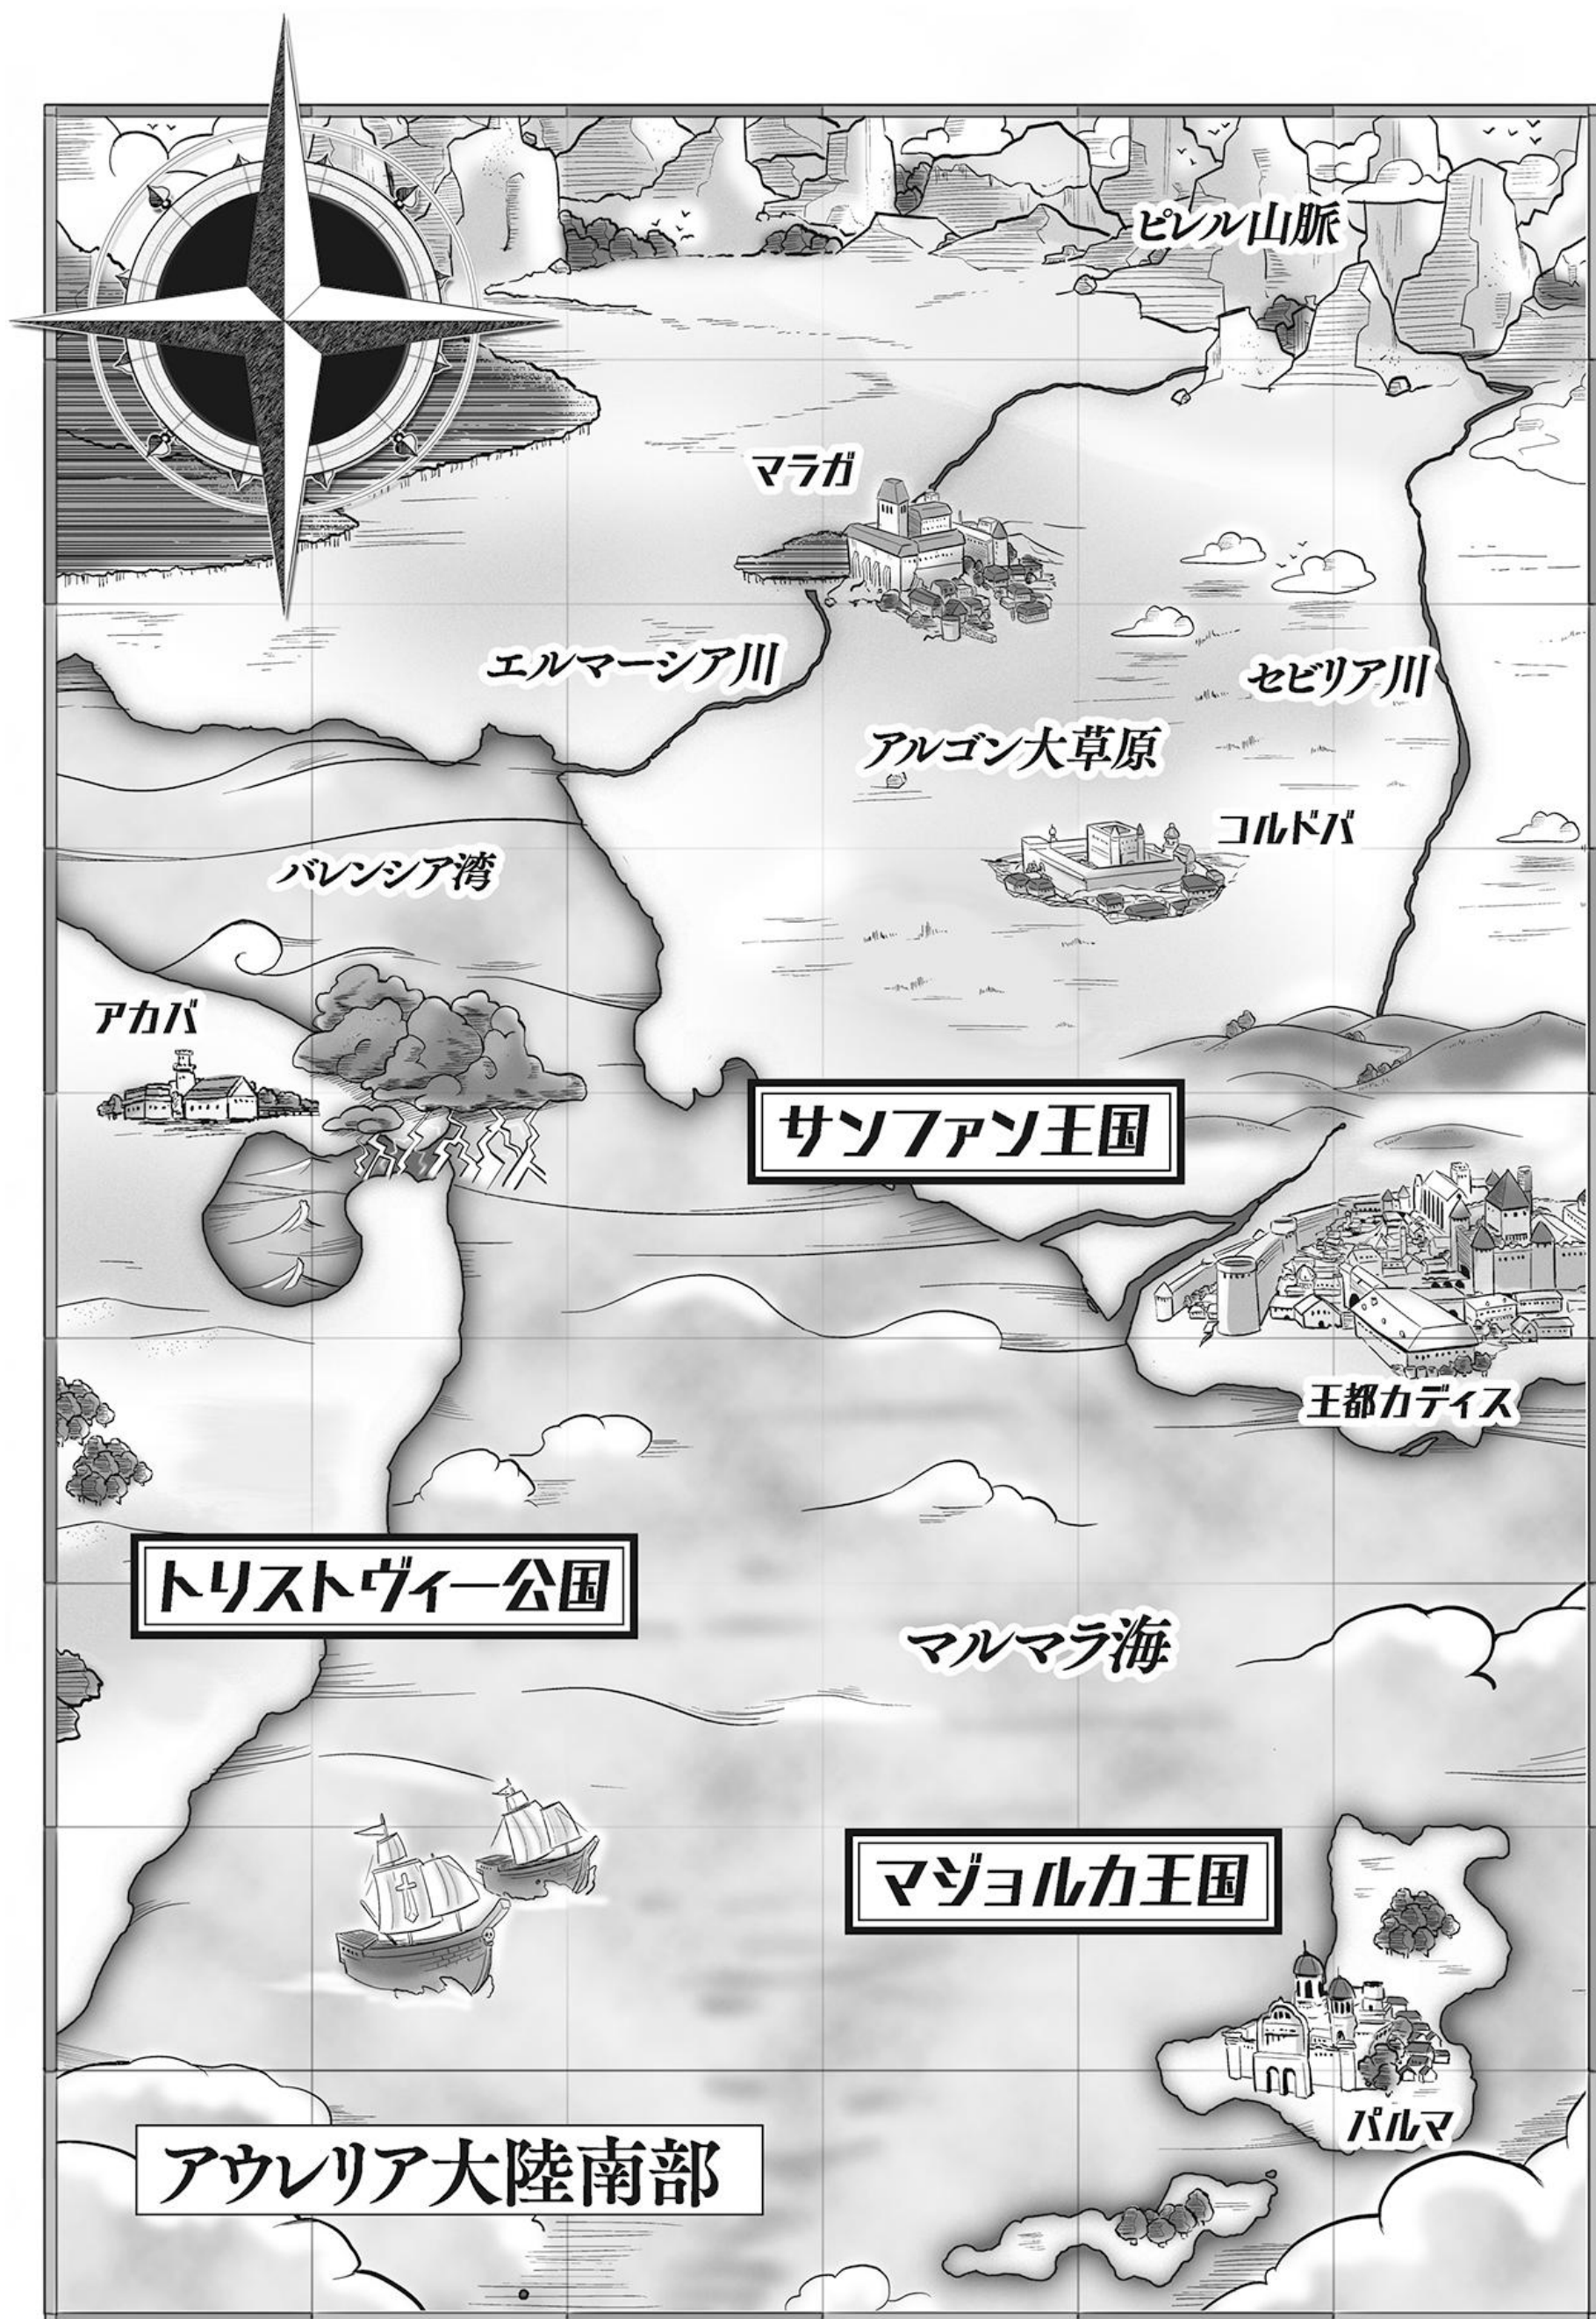 ピレル山脈
マラガ
エルマーシア川
セビリア川
アルゴン大草原
コルドバ
バレンシア湾
アカバ
サンファン王国
王都カディス
トリストヴィー公国
マルマラ海
マジョルカ王国
パルマ
アウレリア大陸南部